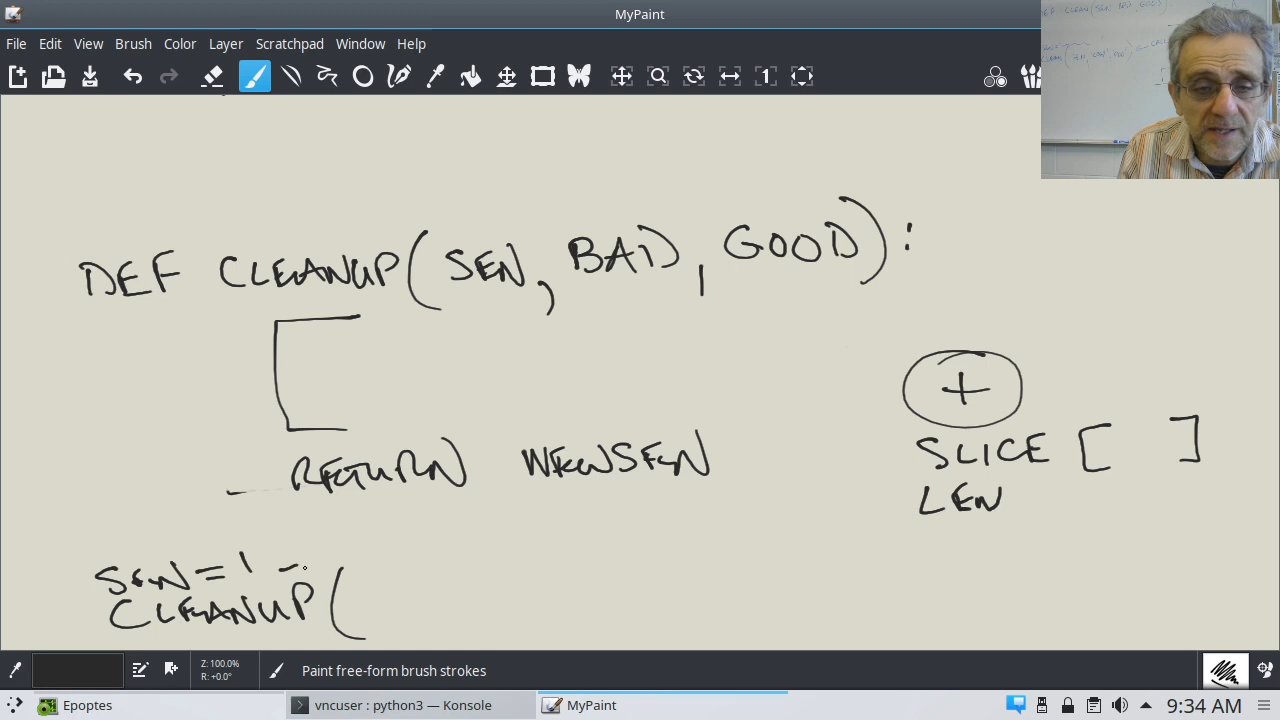 MyPaint
File Edit View Brush Color Layer Scratchpad Window Help
DEF CLEANUP(SEN, BAD, GOOD):
+
SLICE [ ]
LEN
RETURN NEWSEN
SEN = '
CLEANUP(
Z: 100.0%
R: +0.0°
Paint free-form brush strokes
Epoptes
vncuser : python3 — Konsole
MyPaint
9:34 AM